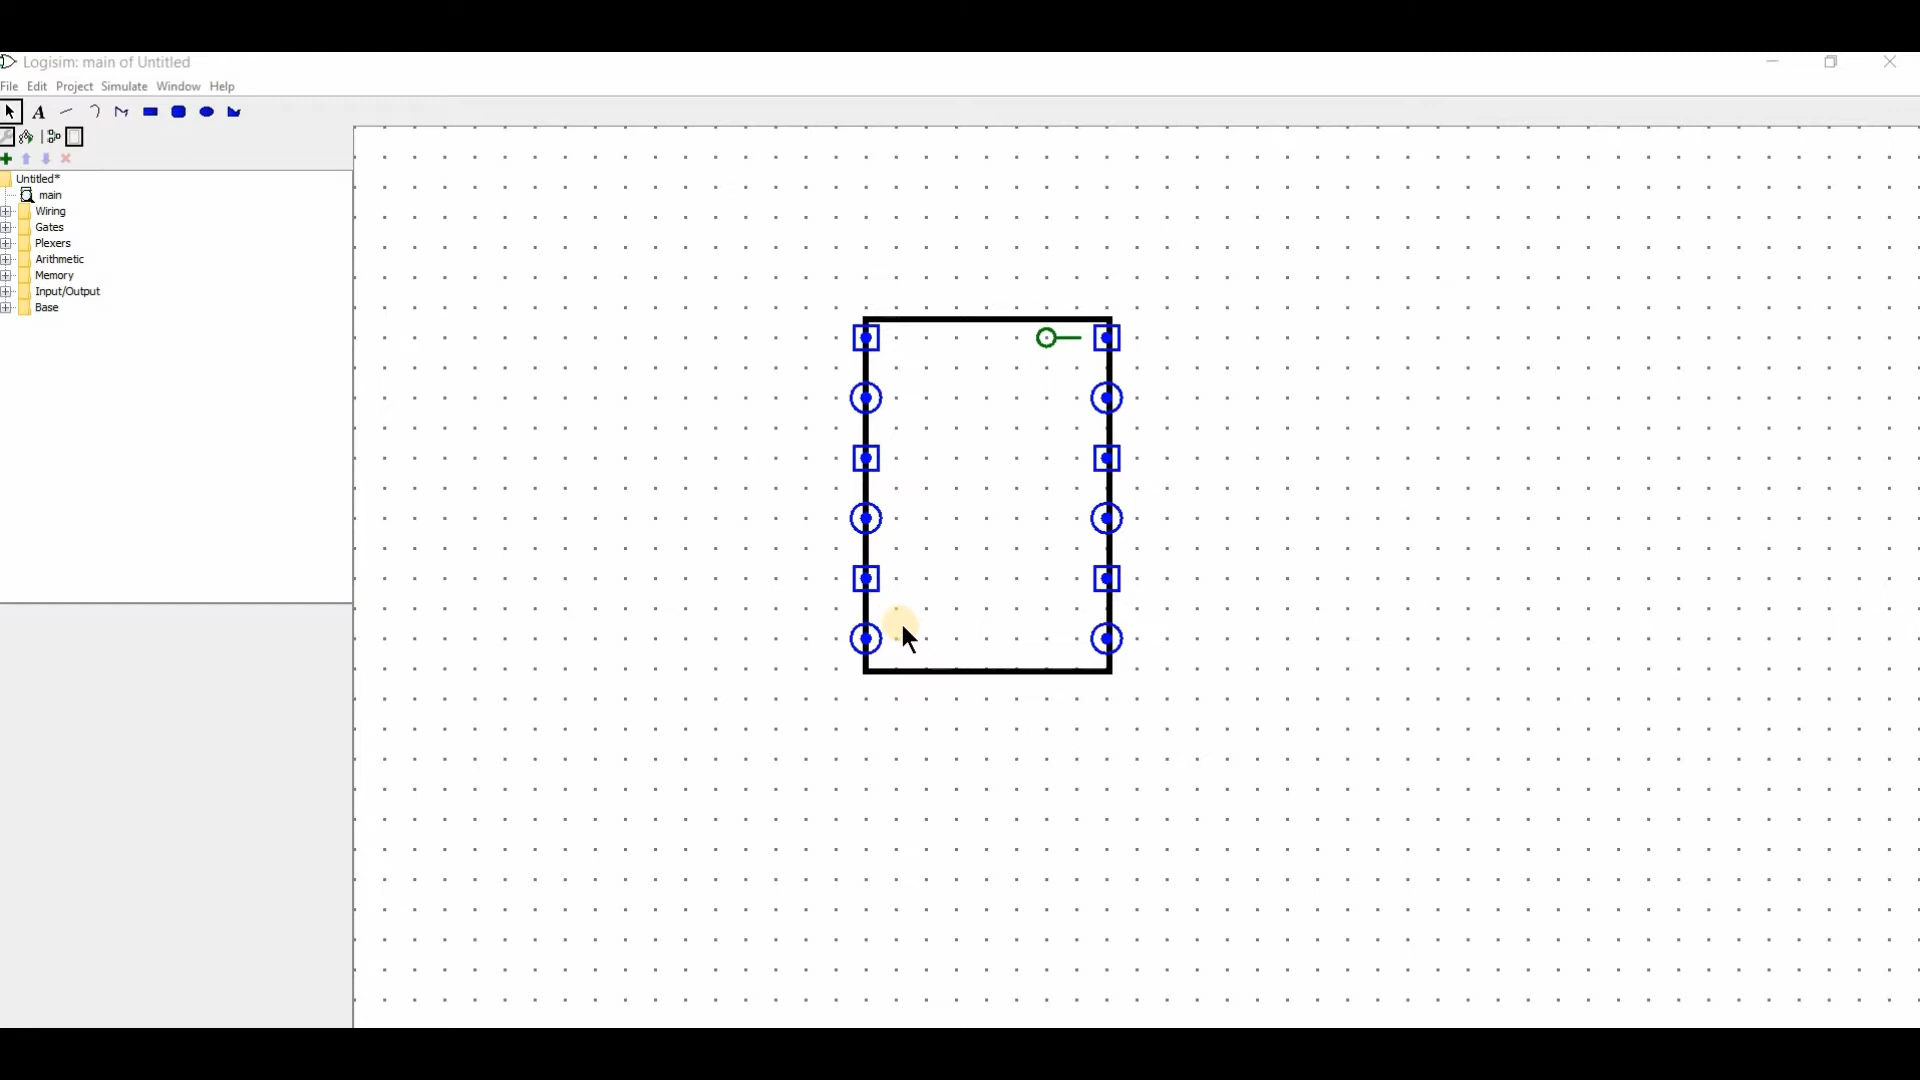 Logisim: main of Untitled
File Edit Project Simulate Window Help
A
Untitled*
main
Wiring
Gates
Plexers
Arithmetic
Memory
Input/Output
Base